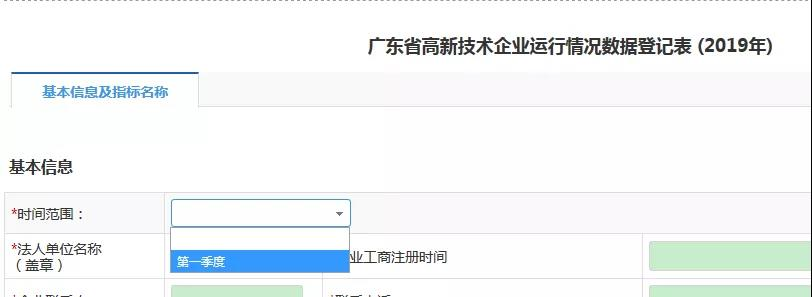 广东省高新技术企业运行情况数据登记表 (2019年)
基本信息及指标名称
基本信息
*时间范围：
第一季度
*法人单位名称
（盖章）
业工商注册时间